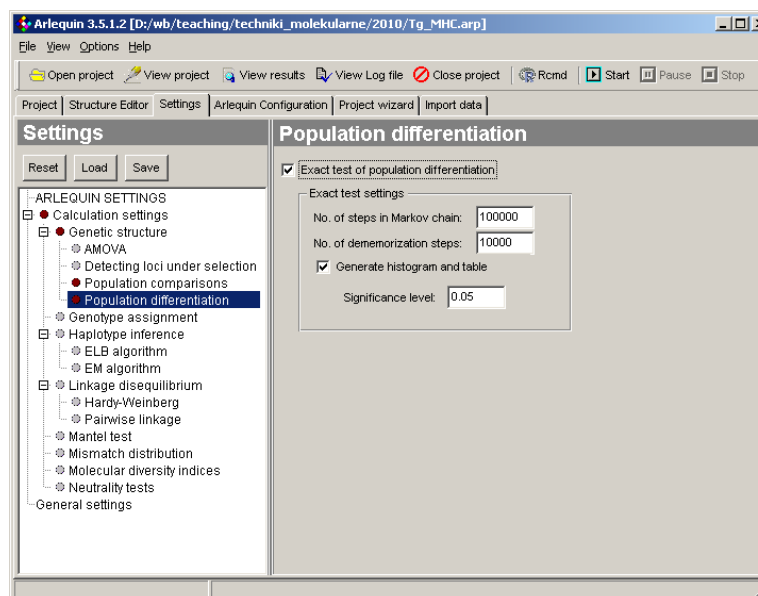 Arlequin 3.5.1.2 [D:/wb/teaching/techniki_molekularne/2010/Tg_MHC.arp]
File View Options Help
Open project View project View results View Log file Close project Rcmd Start Pause Stop
Project Structure Editor Settings Arlequin Configuration Project wizard Import data
Settings
Reset Load Save
ARLEQUIN SETTINGS
Calculation settings
Genetic structure
AMOVA
Detecting loci under selection
Population comparisons
Population differentiation
Genotype assignment
Haplotype inference
ELB algorithm
EM algorithm
Linkage disequilibrium
Hardy-Weinberg
Pairwise linkage
Mantel test
Mismatch distribution
Molecular diversity indices
Neutrality tests
General settings
Population differentiation
Exact test of population differentiation
Exact test settings
No. of steps in Markov chain: 100000
No. of dememorization steps: 10000
Generate histogram and table
Significance level: 0.05